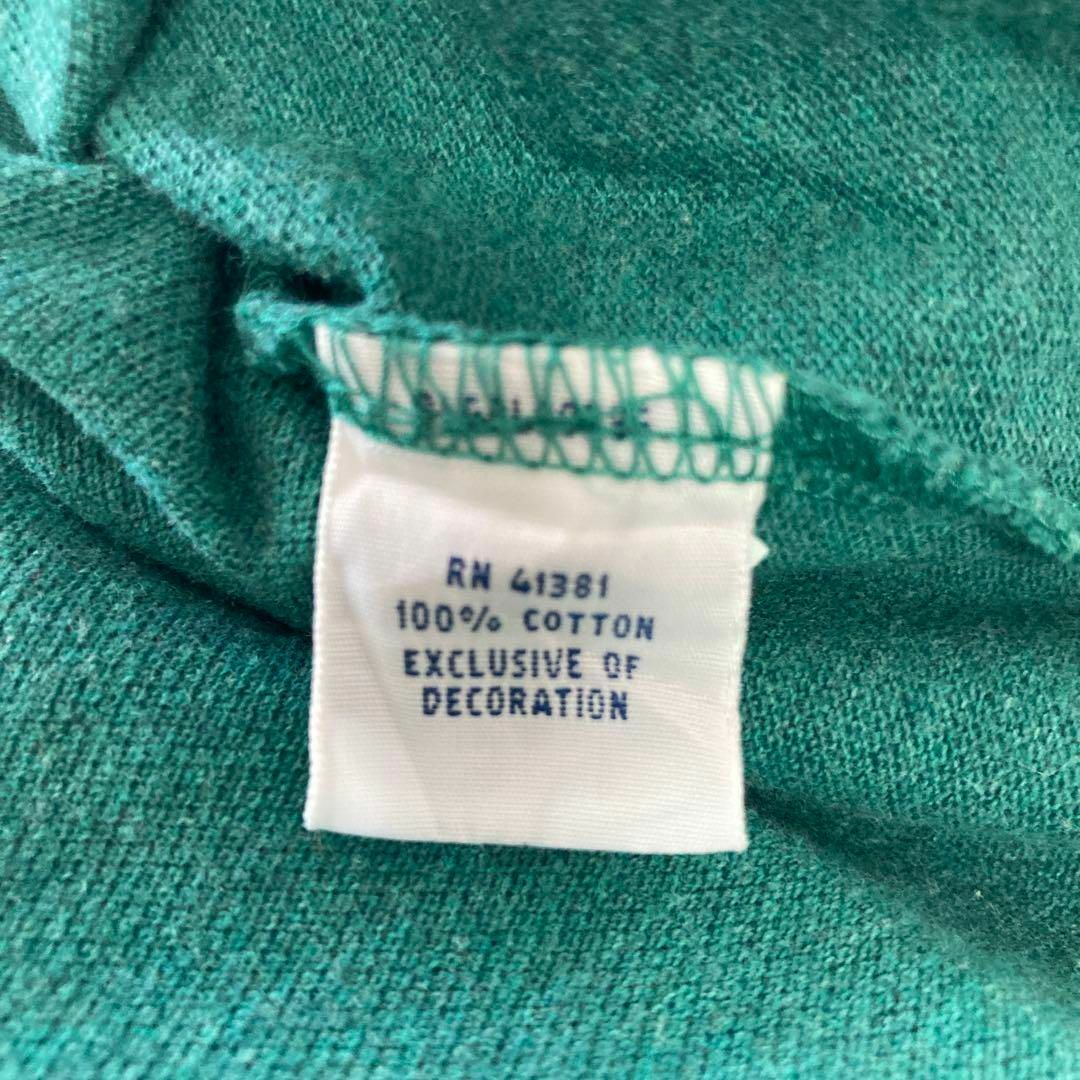 RN 41381
100% COTTON
EXCLUSIVE OF
DECORATION